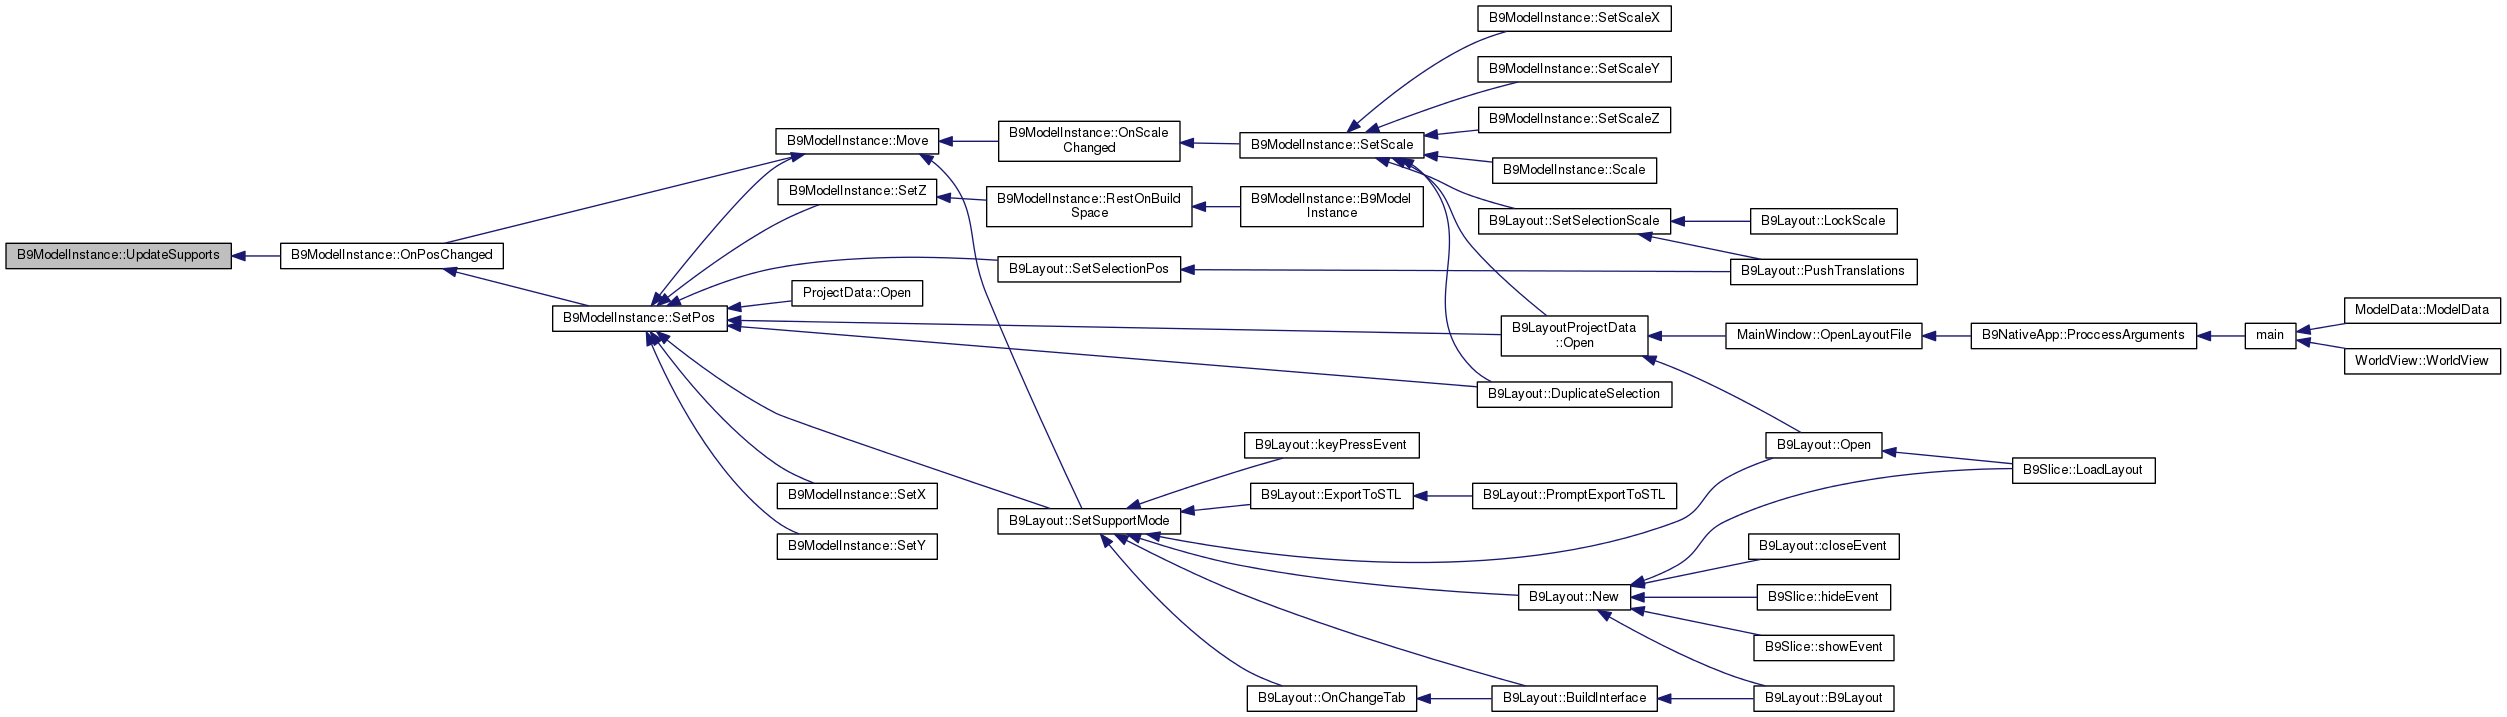 B9ModelInstance::SetScaleX
B9ModelInstance::SetScaleY
B9ModelInstance::SetScaleZ
B9ModelInstance::Move
B9ModelInstance::OnScale
Changed
B9ModelInstance::SetScale
B9ModelInstance::Scale
B9ModelInstance::SetZ
B9ModelInstance::RestOnBuild
Space
B9ModelInstance::B9Model
Instance
B9Layout::SetSelectionScale
B9Layout::LockScale
B9ModelInstance::UpdateSupports
B9ModelInstance::OnPosChanged
B9Layout::SetSelectionPos
B9Layout::PushTranslations
ProjectData::Open
B9ModelInstance::SetPos
B9LayoutProjectData
::Open
MainWindow::OpenLayoutFile
B9NativeApp::ProccessArguments
main
ModelData::ModelData
WorldView::WorldView
B9Layout::DuplicateSelection
B9Layout::keyPressEvent
B9Layout::Open
B9Slice::LoadLayout
B9ModelInstance::SetX
B9Layout::ExportToSTL
B9Layout::PromptExportToSTL
B9Layout::SetSupportMode
B9ModelInstance::SetY
B9Layout::closeEvent
B9Layout::New
B9Slice::hideEvent
B9Slice::showEvent
B9Layout::OnChangeTab
B9Layout::BuildInterface
B9Layout::B9Layout